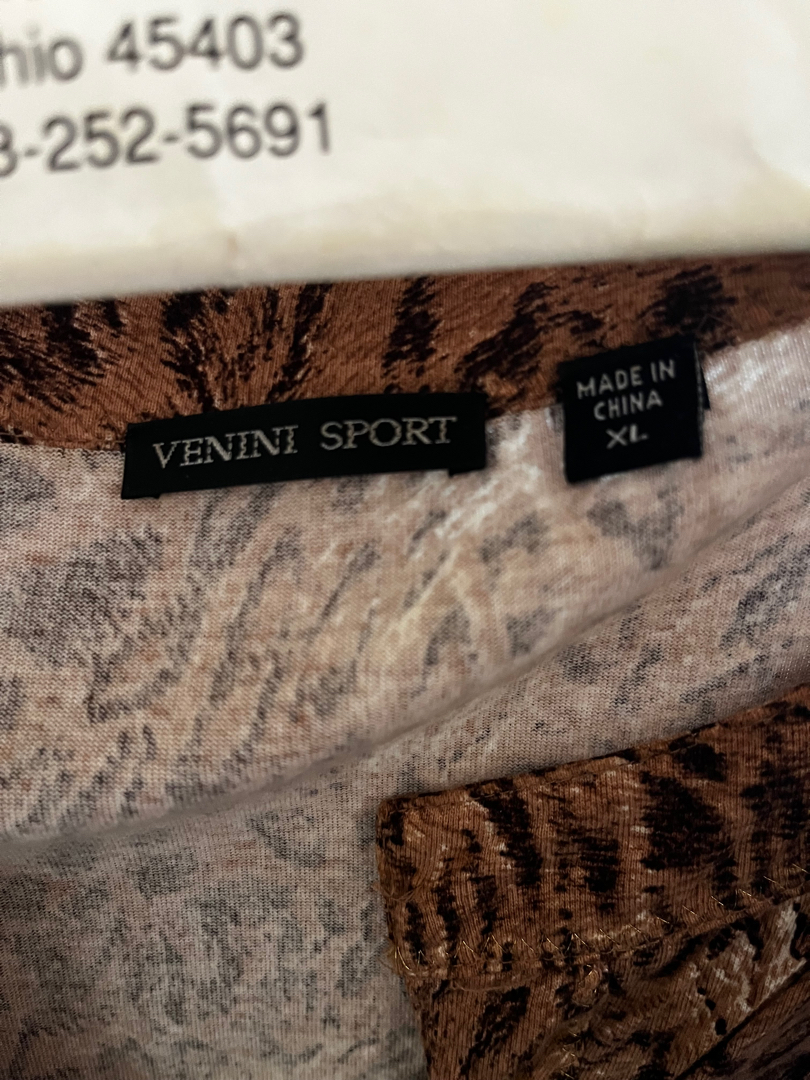 hio 45403
3-252-5691
VENINI SPORT
MADE IN
CHINA
XL